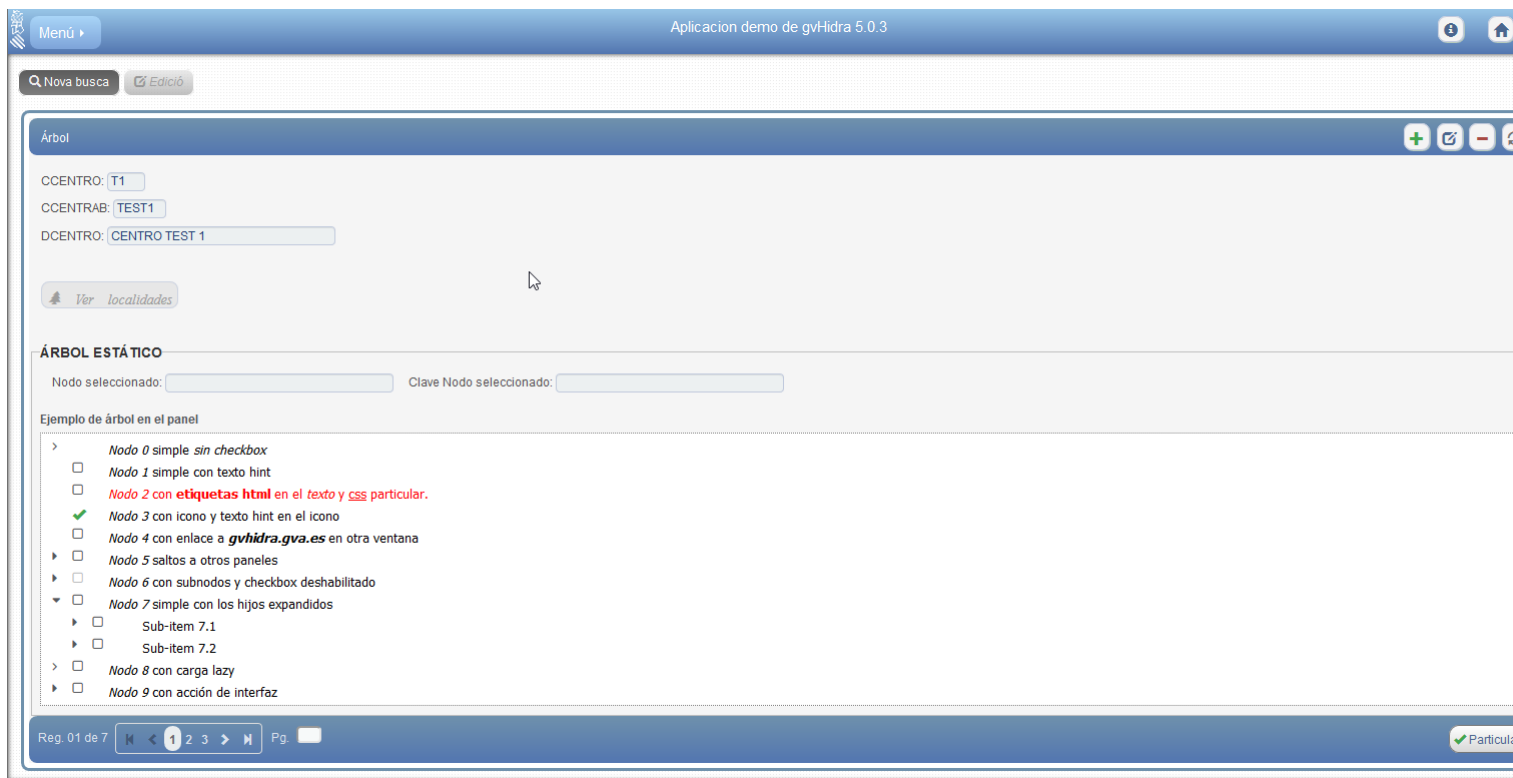 Menú
Aplicacion demo de gvHidra 5.0.3
Nova busca Edició
Árbol
CCENTRO: T1
CCENTRAB: TEST1
DCENTRO: CENTRO TEST 1
Ver localidades
ÁRBOL ESTÁTICO
Nodo seleccionado: Clave Nodo seleccionado:
Ejemplo de árbol en el panel
Nodo 0 simple sin checkbox
Nodo 1 simple con texto hint
Nodo 2 con etiquetas html en el texto y css particular.
Nodo 3 con icono y texto hint en el icono
Nodo 4 con enlace a gvhidra.gva.es en otra ventana
Nodo 5 saltos a otros paneles
Nodo 6 con subnodos y checkbox deshabilitado
Nodo 7 simple con los hijos expandidos
Sub-item 7.1
Sub-item 7.2
Nodo 8 con carga lazy
Nodo 9 con acción de interfaz
Reg. 01 de 7 1 2 3 Pg. Particula